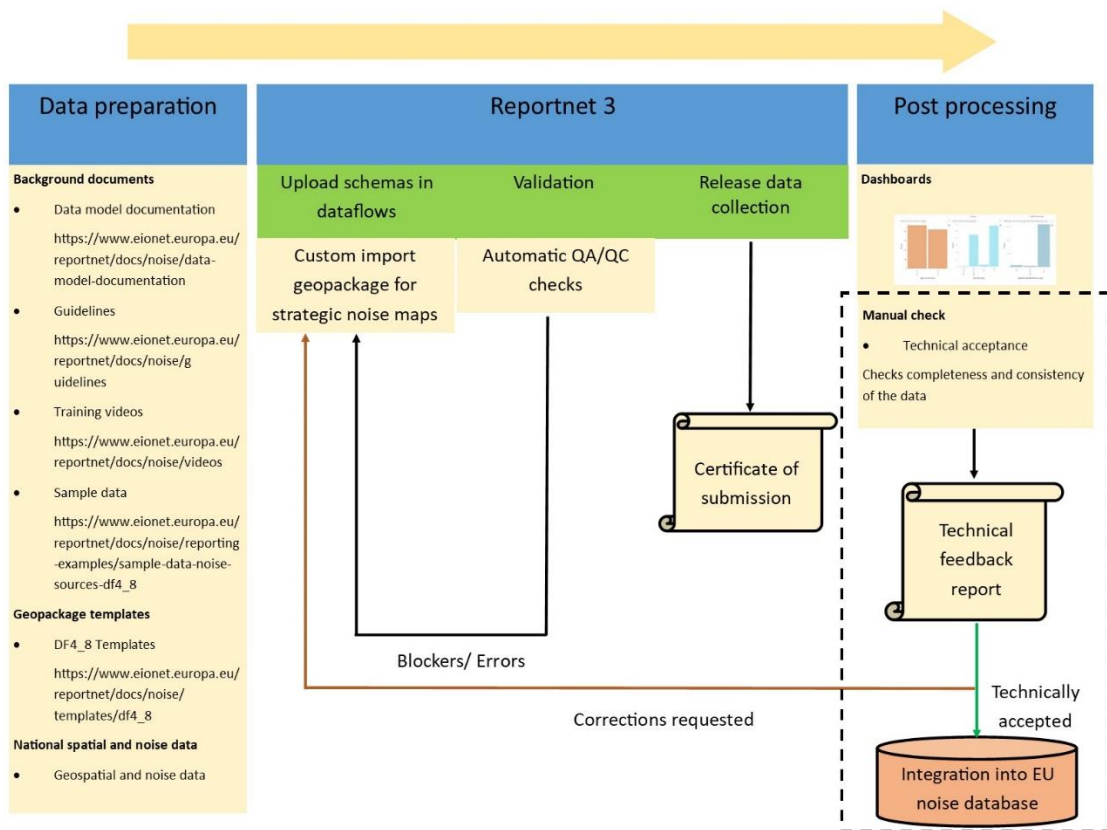 Data preparation
Background documents
• Data model documentation
https://www.eionet.europa.eu/
reportnet/docs/noise/data-
model-documentation
• Guidelines
https://www.eionet.europa.eu/
reportnet/docs/noise/g
uidelines
• Training videos
https://www.eionet.europa.eu/
reportnet/docs/noise/videos
• Sample data
https://www.eionet.europa.eu/
reportnet/docs/noise/reporting
-examples/sample-data-noise-
sources-df4_8
Geopackage templates
• DF4_8 Templates
https://www.eionet.europa.eu/
reportnet/docs/noise/
templates/df4_8
National spatial and noise data
• Geospatial and noise data
Reportnet 3
Upload schemas in
dataflows
Custom import
geopackage for
strategic noise maps
Validation
Automatic QA/QC
checks
Release data
collection
Certificate of
submission
Blockers/ Errors
Corrections requested
Post processing
Dashboards
Manual check
• Technical acceptance
Checks completeness and consistency
of the data
Technical
feedback
report
Technically
accepted
Integration into EU
noise database